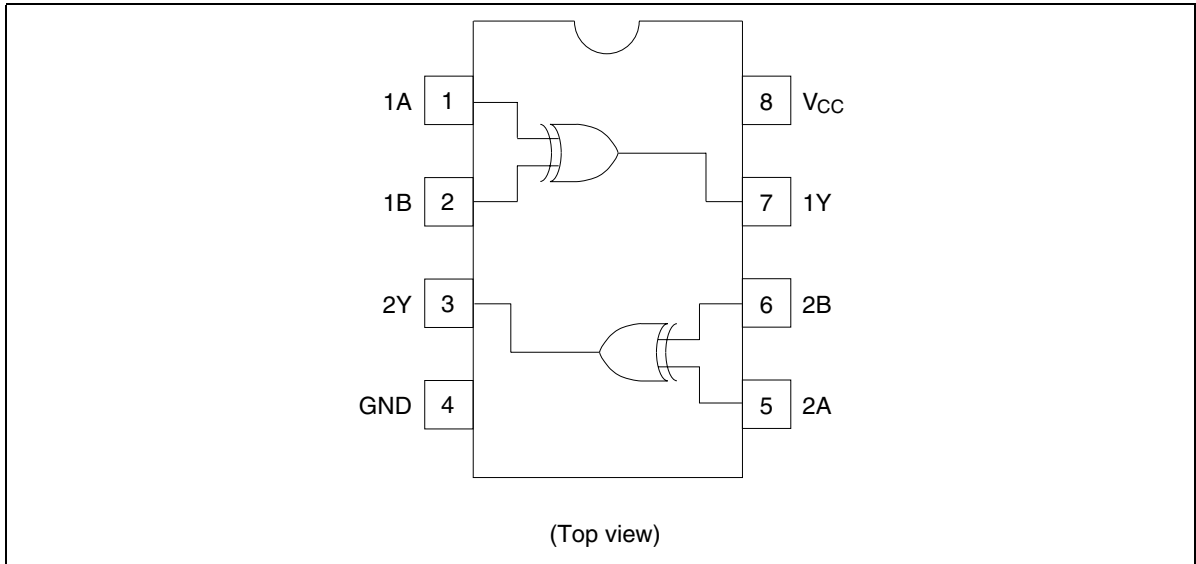 1A 1 8 VCC
1B 2 7 1Y
2Y 3 6 2B
GND 4 5 2A
(Top view)